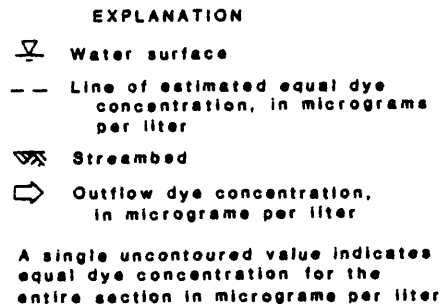 EXPLANATION
Water surface
Line of estimated equal dye
concentration, in micrograms
per liter
Streambed
Outflow dye concentration,
in micrograms per liter
A single uncontoured value indicates
equal dye concentration for the
entire section in micrograms per liter